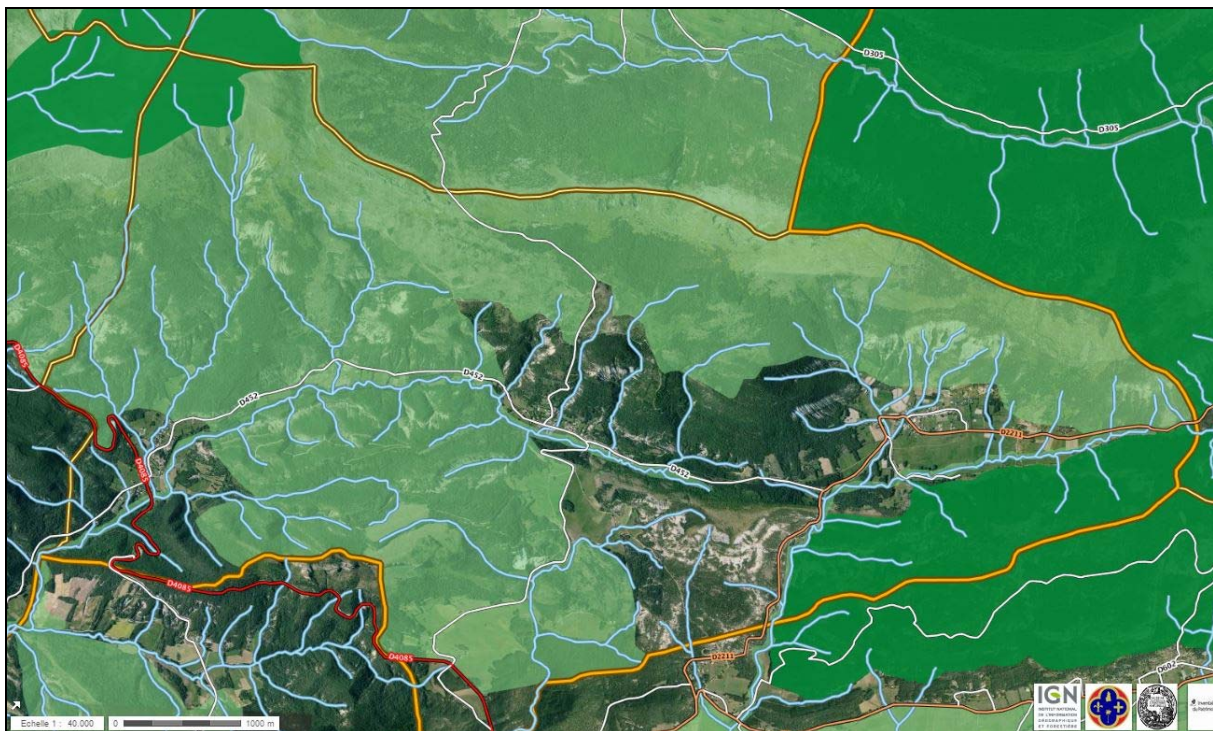 D305
D305
D4085
D452
D452
D2211
D4085
D452
D4085
D4085
D2211
D602
Echelle 1 : 40.000 0 1000 m
IGN
INSTITUT NATIONAL
DE L'INFORMATION
GÉOGRAPHIQUE
ET FORESTIÈRE